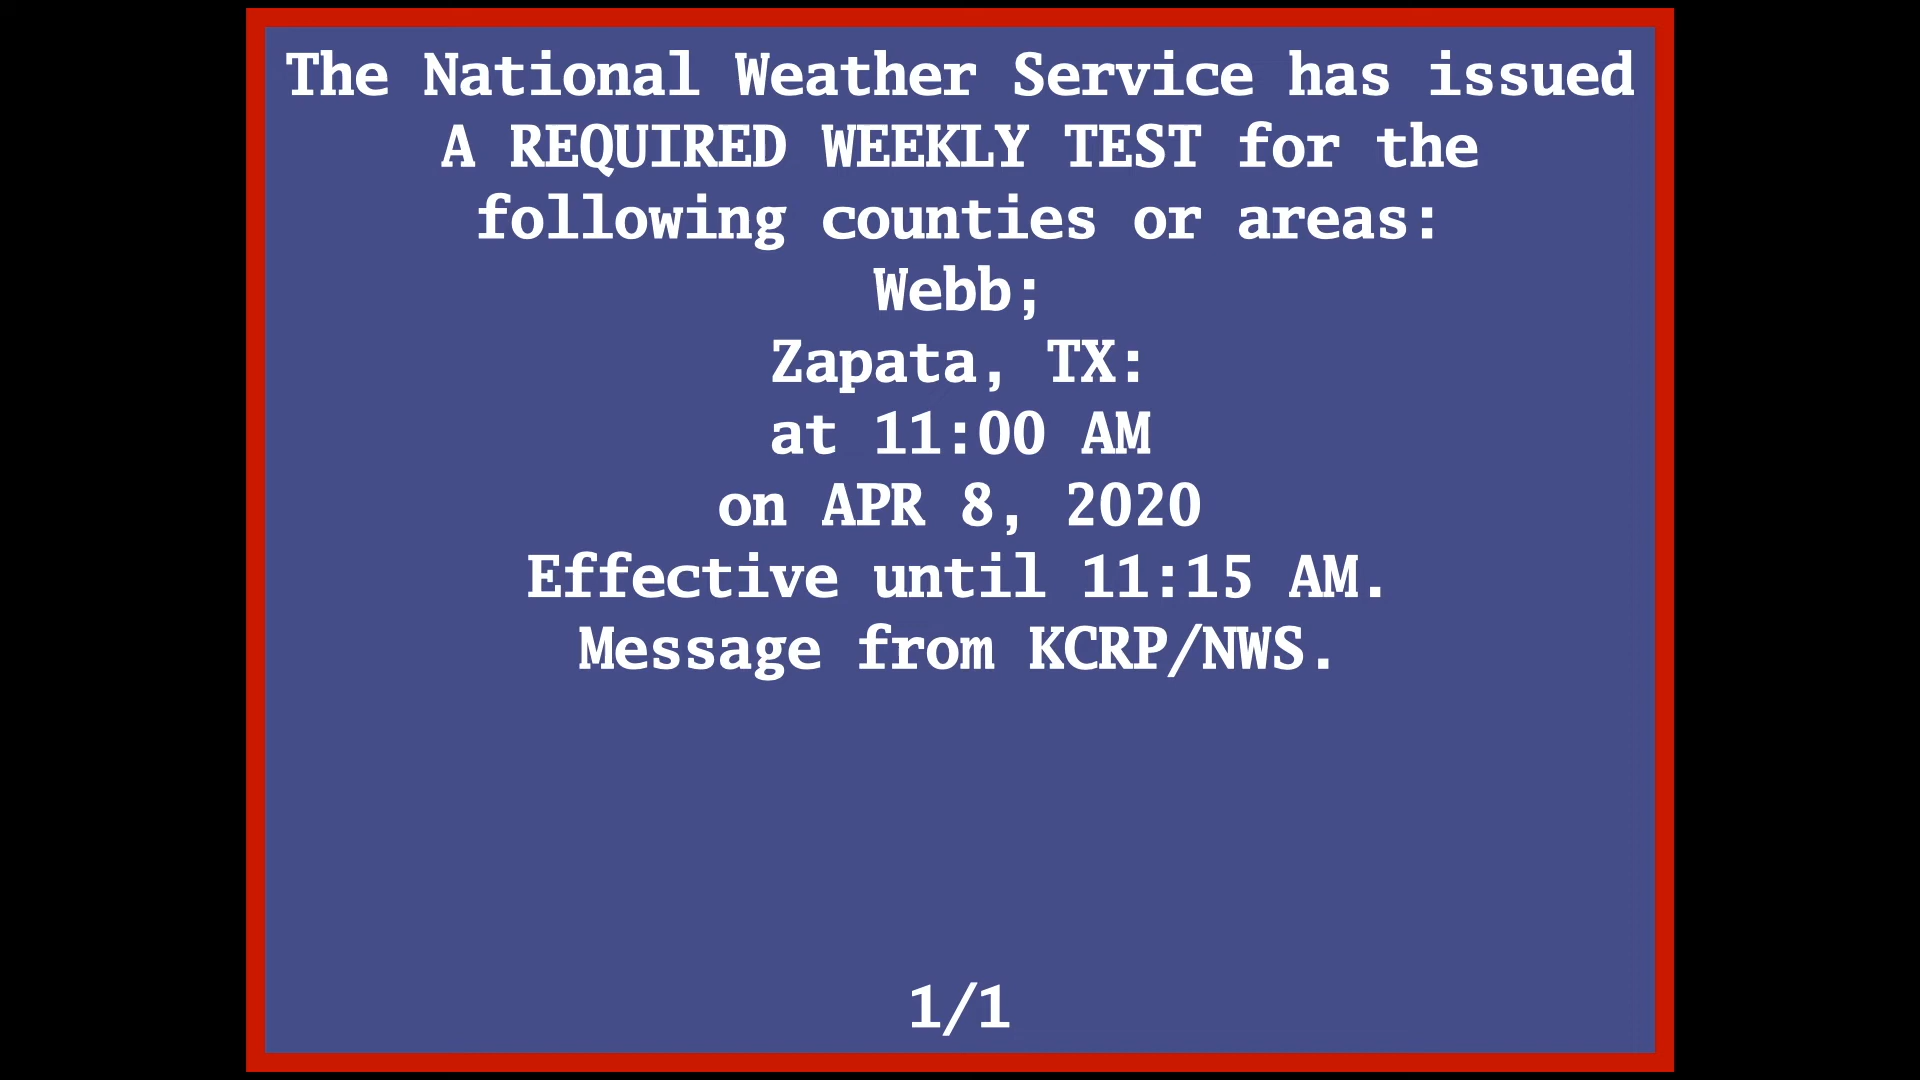 The National Weather Service has issued
A REQUIRED WEEKLY TEST for the
following counties or areas:
Webb;
Zapata, TX:
at 11:00 AM
on APR 8, 2020
Effective until 11:15 AM.
Message from KCRP/NWS.
1/1